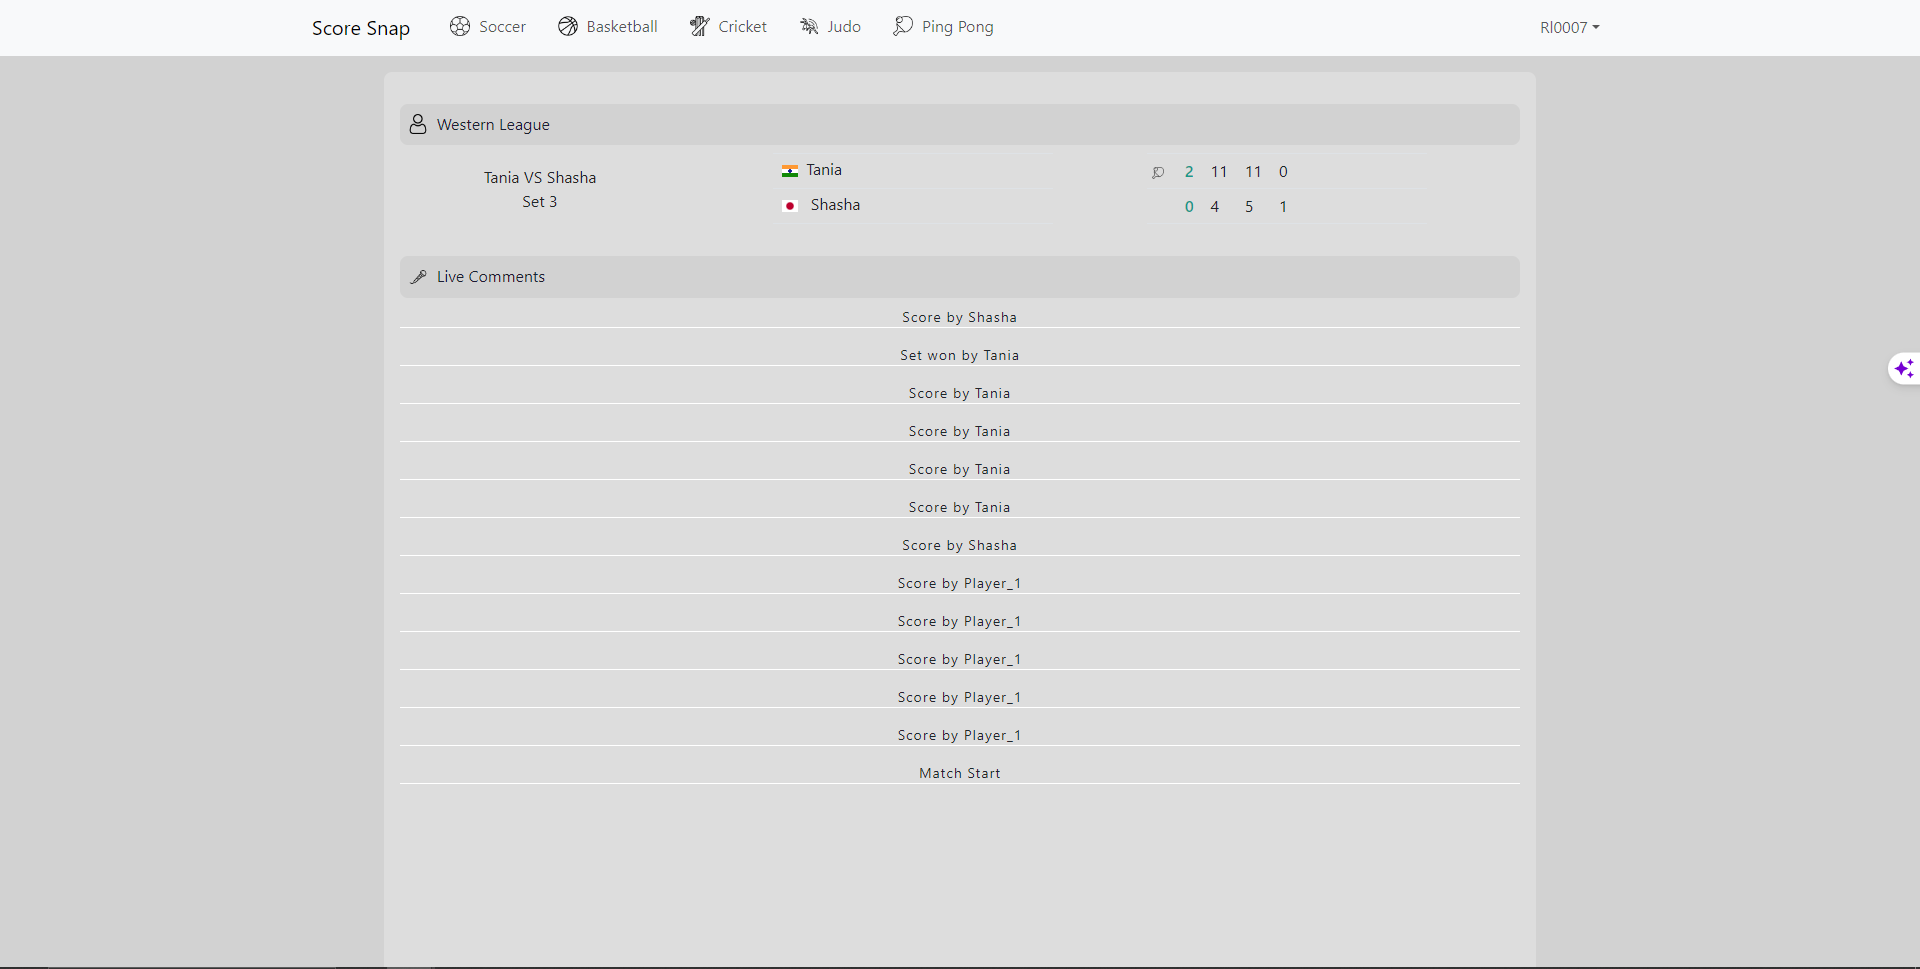 Score Snap Soccer Basketball Cricket Judo Ping Pong Rl0007
Western League
Tania VS Shasha
Set 3
Tania 2 11 11 0
Shasha 0 4 5 1
Live Comments
Score by Shasha
Set won by Tania
Score by Tania
Score by Tania
Score by Tania
Score by Tania
Score by Shasha
Score by Player_1
Score by Player_1
Score by Player_1
Score by Player_1
Score by Player_1
Match Start